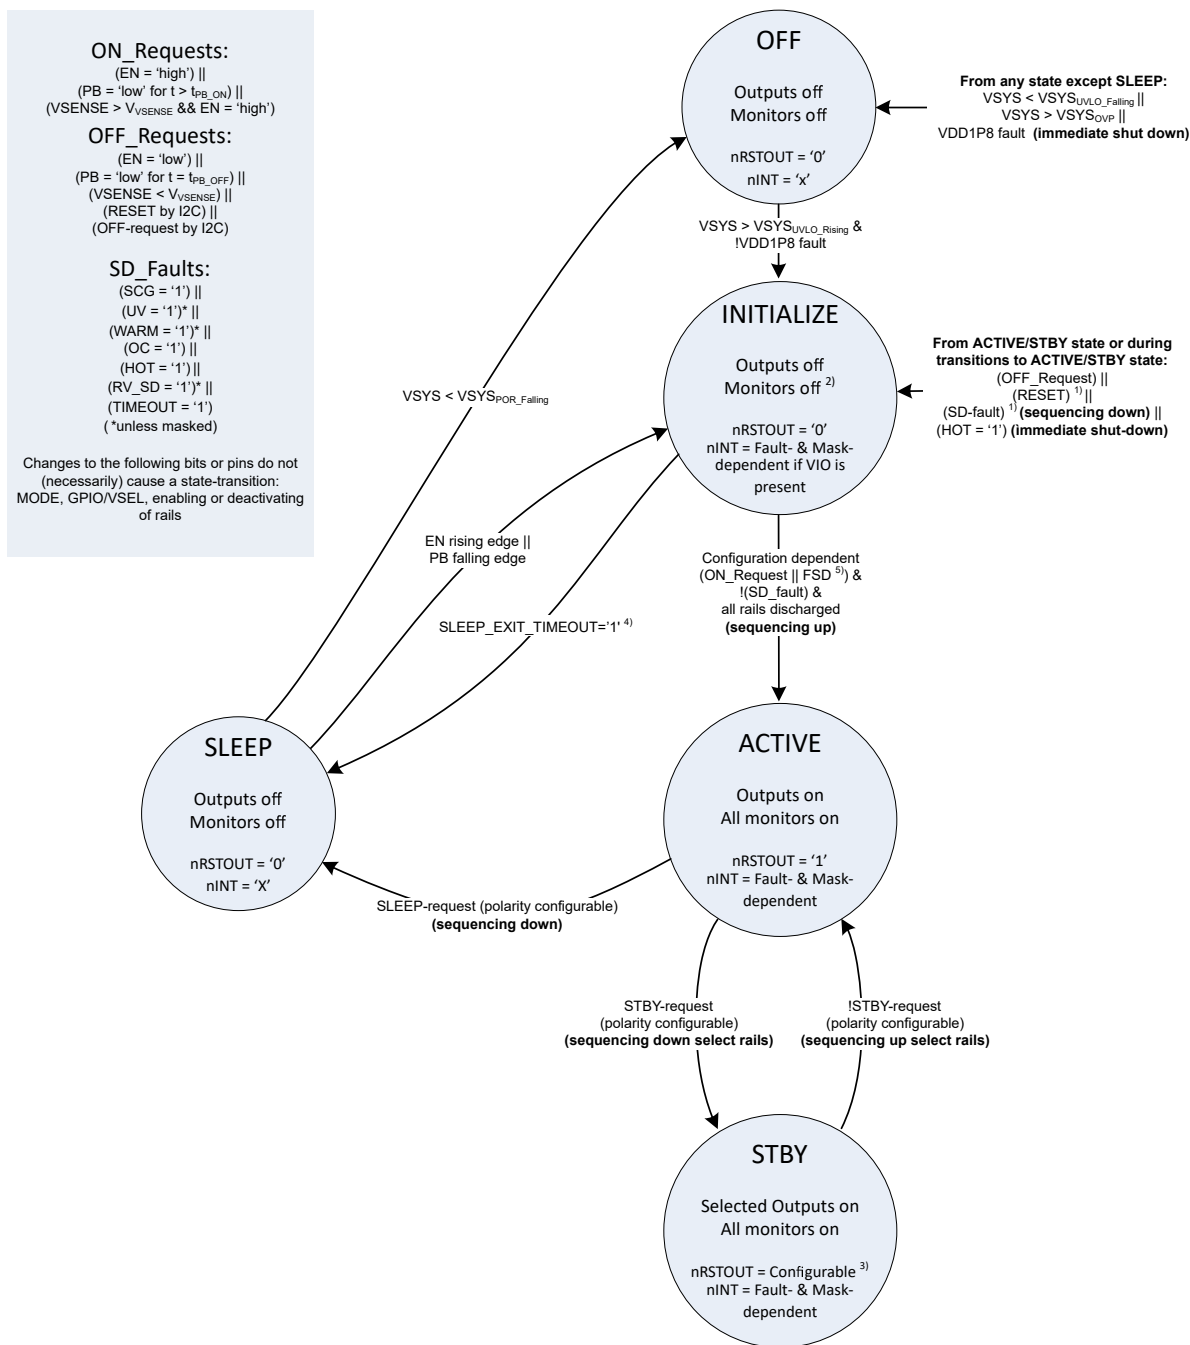 ON_Requests:
(EN = ‘high’) ||
(PB = ‘low’ for t > tPB_ON) ||
(VSENSE > VVSENSE && EN = ‘high’)
OFF_Requests:
(EN = ‘low’) ||
(PB = ‘low’ for t = tPB_OFF) ||
(VSENSE < VVSENSE) ||
(RESET by I2C) ||
(OFF-request by I2C)
SD_Faults:
(SCG = ‘1’) ||
(UV = ‘1’)* ||
(WARM = ‘1’)* ||
(OC = ‘1’) ||
(HOT = ‘1’) ||
(RV_SD = ‘1’)* ||
(TIMEOUT = ‘1’)
( *unless masked)
Changes to the following bits or pins do not
(necessarily) cause a state-transition:
MODE, GPIO/VSEL, enabling or deactivating
of rails
OFF
Outputs off
Monitors off
nRSTOUT = ‘0’
nINT = ‘x’
From any state except SLEEP:
VSYS < VSYSUVLO_Falling ||
VSYS > VSYSOVP ||
VDD1P8 fault (immediate shut down)
VSYS > VSYSUVLO_Rising &
!VDD1P8 fault
INITIALIZE
Outputs off
Monitors off 2)
nRSTOUT = ‘0’
nINT = Fault- & Mask-
dependent if VIO is
present
From ACTIVE/STBY state or during
transitions to ACTIVE/STBY state:
(OFF_Request) ||
(RESET) 1) ||
(SD-fault) 1) (sequencing down) ||
(HOT = ‘1’) (immediate shut-down)
VSYS < VSYSPOR_Falling
EN rising edge ||
PB falling edge
SLEEP_EXIT_TIMEOUT='1' 4)
Configuration dependent
(ON_Request || FSD 5)) &
!(SD_fault) &
all rails discharged
(sequencing up)
SLEEP
Outputs off
Monitors off
nRSTOUT = ‘0’
nINT = ‘X’
ACTIVE
Outputs on
All monitors on
nRSTOUT = ‘1’
nINT = Fault- & Mask-
dependent
SLEEP-request (polarity configurable)
(sequencing down)
STBY-request
(polarity configurable)
(sequencing down select rails)
!STBY-request
(polarity configurable)
(sequencing up select rails)
STBY
Selected Outputs on
All monitors on
nRSTOUT = Configurable 3)
nINT = Fault- & Mask-
dependent